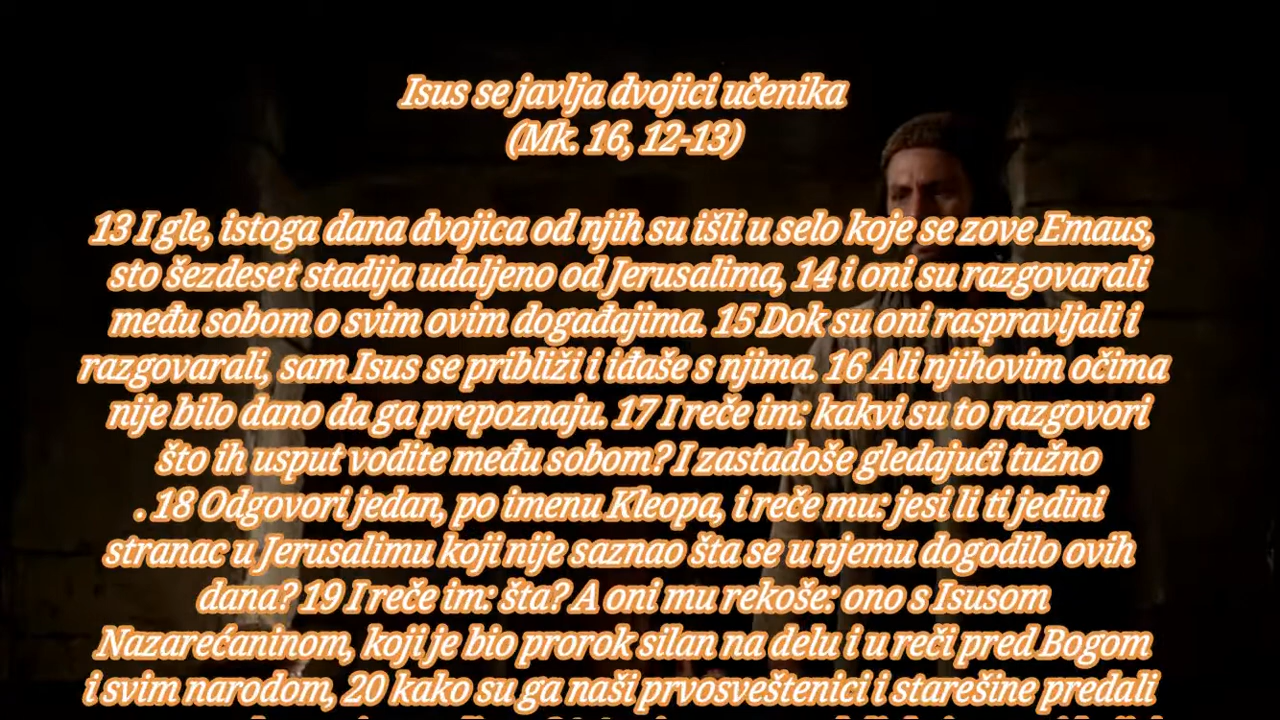 Isus se javlja dvojici učenika
(Mk. 16, 12-13)
13 I gle, istoga dana dvojica od njih su išli u selo koje se zove Emaus,
sto šezdeset stadija udaljeno od Jerusalima, 14 i oni su razgovarali
među sobom o svim ovim događajima. 15 Dok su oni raspravljali i
razgovarali, sam Isus se približi i iđaše s njima. 16 Ali njihovim očima
nije bilo dano da ga prepoznaju. 17 I reče im: kakvi su to razgovori
što ih usput vodite među sobom? I zastadoše gledajući tužno
. 18 Odgovori jedan, po imenu Kleopa, i reče mu: jesi li ti jedini
stranac u Jerusalimu koji nije saznao šta se u njemu dogodilo ovih
dana? 19 I reče im: šta? A oni mu rekoše: ono s Isusom
Nazarećaninom, koji je bio prorok silan na delu i u reči pred Bogom
i svim narodom, 20 kako su ga naši prvosveštenici i starešine predali